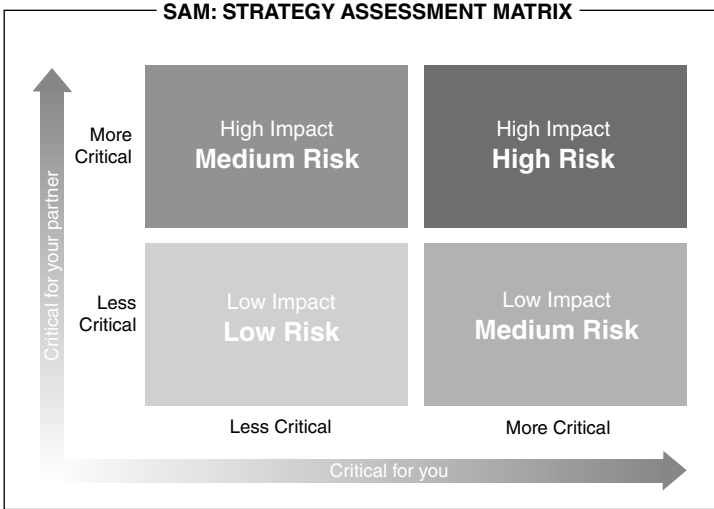 SAM: STRATEGY ASSESSMENT MATRIX
More
Critical
High Impact
Medium Risk
High Impact
High Risk
Critical for your partner
Less
Critical
Low Impact
Low Risk
Low Impact
Medium Risk
Less Critical
More Critical
Critical for you